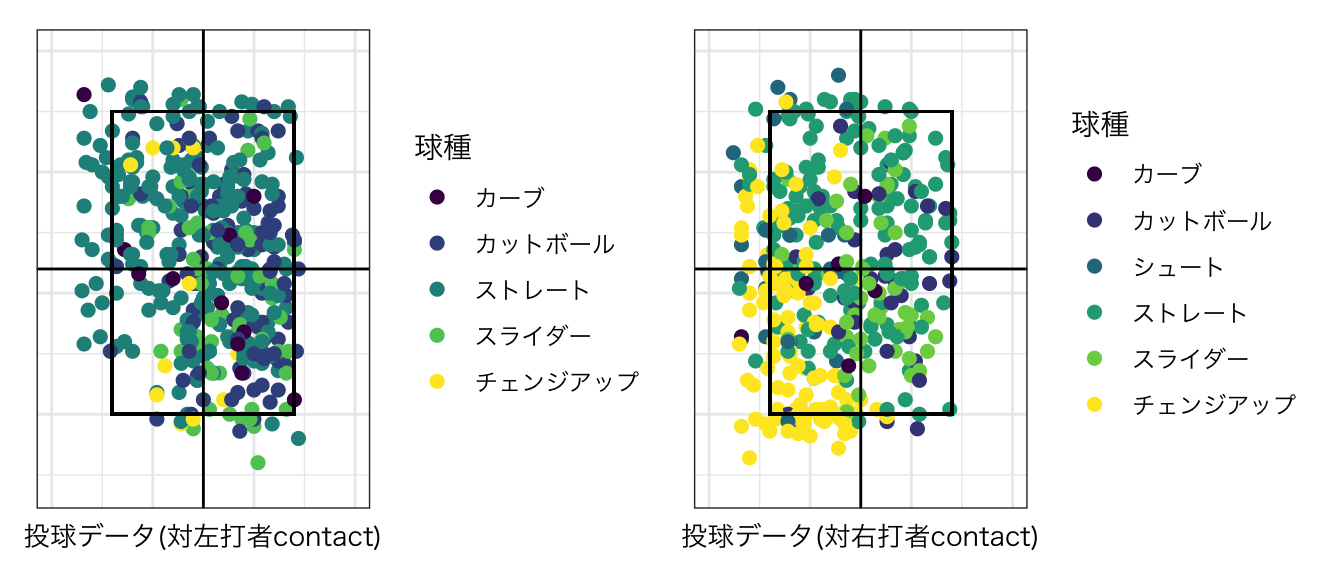 球種
カーブ
カットボール
ストレート
スライダー
チェンジアップ
投球データ(対左打者contact)
球種
カーブ
カットボール
シュート
ストレート
スライダー
チェンジアップ
投球データ(対右打者contact)